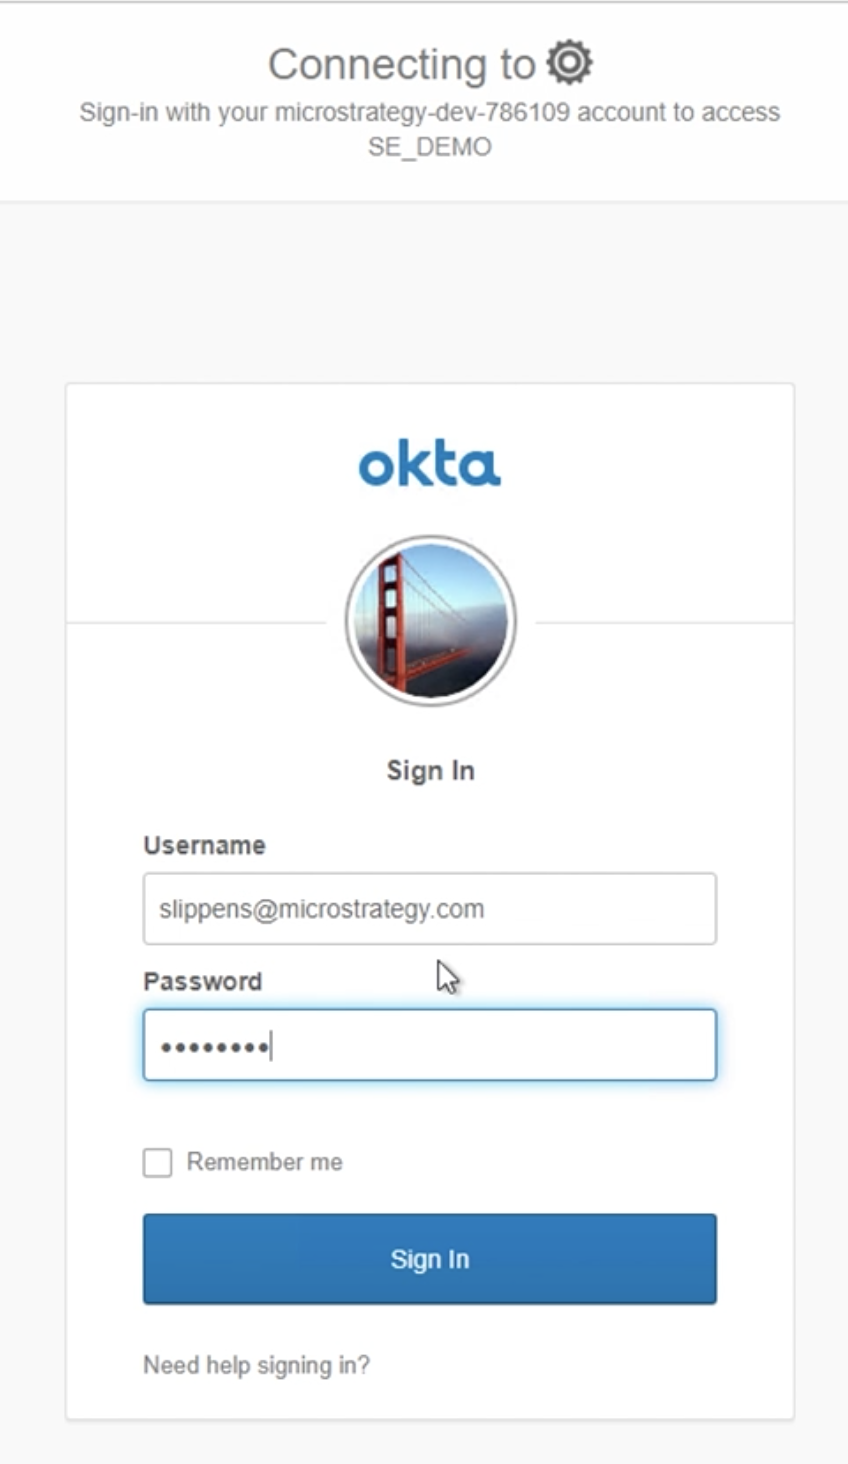 Connecting to
Sign-in with your microstrategy-dev-786109 account to access
SE_DEMO
okta
Sign In
Username
slippens@microstrategy.com
Password
••••••••
Remember me
Sign In
Need help signing in?